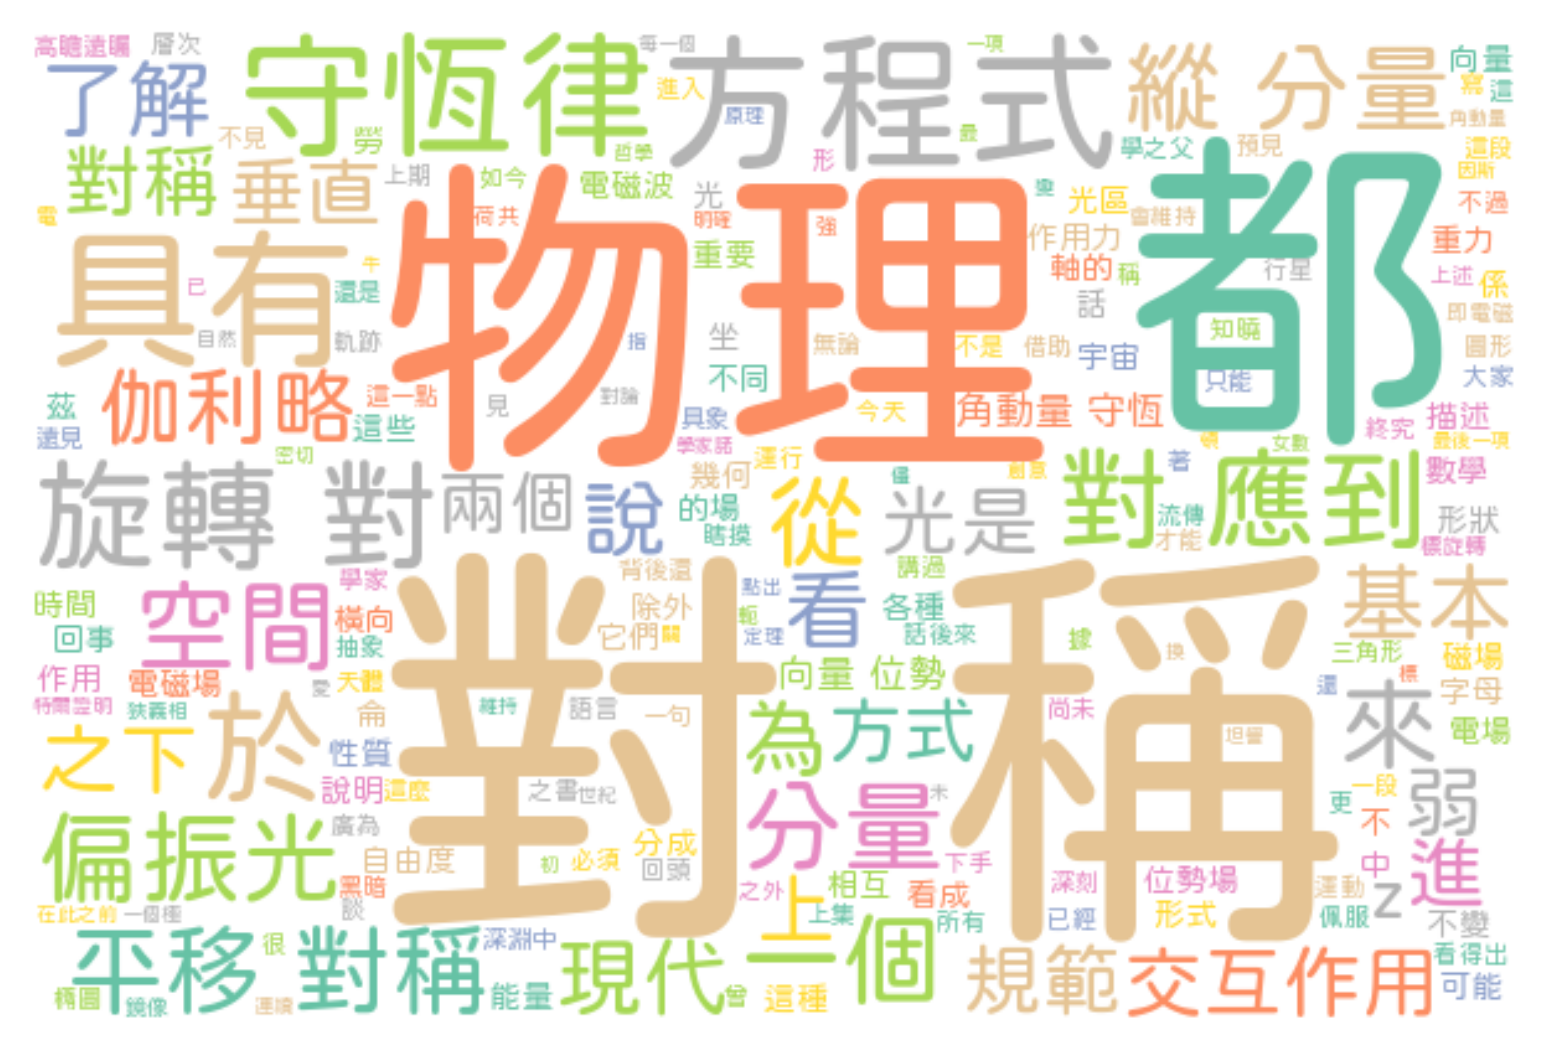 高瞻遠矚 層次 守恆律 每一個 方程式 一項 縱 分量 向量
了解 進入 原理 寫 這
不見 勞 哲學 形 最 學之父 預見 角動量
對稱 垂直 上期 如今 電磁波 光 這段 因斯
電 荷共 明確 強 變 光區 會維持 都 不過
具有 牛 物理 重要 作用力 重力
已 還是 軸的 稱 行星 上述 係
自然 軌跡 指 坐 無論 不是 借助 話 宇宙 知曉 即電磁 圓形
伽利略 這一點 見 對論 不同 只能 大家
茲 這些 具象 今天 角動量 守恆 描述
遠見 密切 學家話 運行 頓 女數 終究 最後一項
旋轉 對 兩個 說 幾何 從 僅 創意 對 著 應到 數學
的場 瞎摸 光是 流傳 才能 形狀 標旋轉
時間 空間 學家 背後還 點出 看 講過 基本
回事 橫向 抽象 除外 它們 關 軛 定理 各種 話後來 據 換 三角形 磁場
作用 電磁場 愛 天體 對稱 向量 位勢 還 標 字母
特爾證明 狹義相 侖 維持 語言 一句 尚未 來 電場
之下 於 性質 為 方式 坦普
說明 這麼 之書 世紀 分量 未 更 一段 弱
偏振光 廣為 自由度 初 必須 分成 回頭 下手 不 進
黑暗 之外 上 相互 看成 深刻 位勢場 中
在此之前 一個極 談 上集 所有 已經 形式 運動 佩服 Z 不變
平移 很 對稱 深淵中 現代 一個 規範 交互作用 看得出
橢圓 鏡像 連續 能量 曾 這種 可能